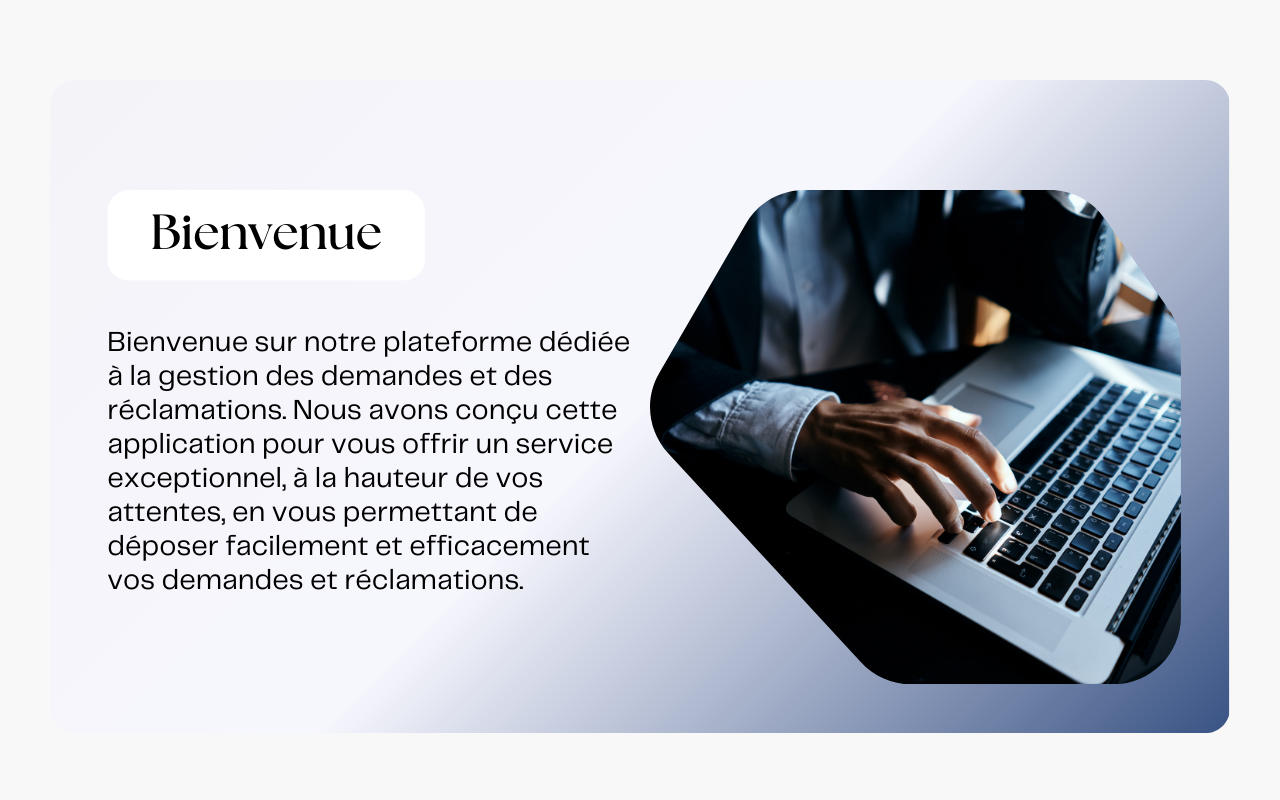 Bienvenue
Bienvenue sur notre plateforme dédiée
à la gestion des demandes et des
réclamations. Nous avons conçu cette
application pour vous offrir un service
exceptionnel, à la hauteur de vos
attentes, en vous permettant de
déposer facilement et efficacement
vos demandes et réclamations.